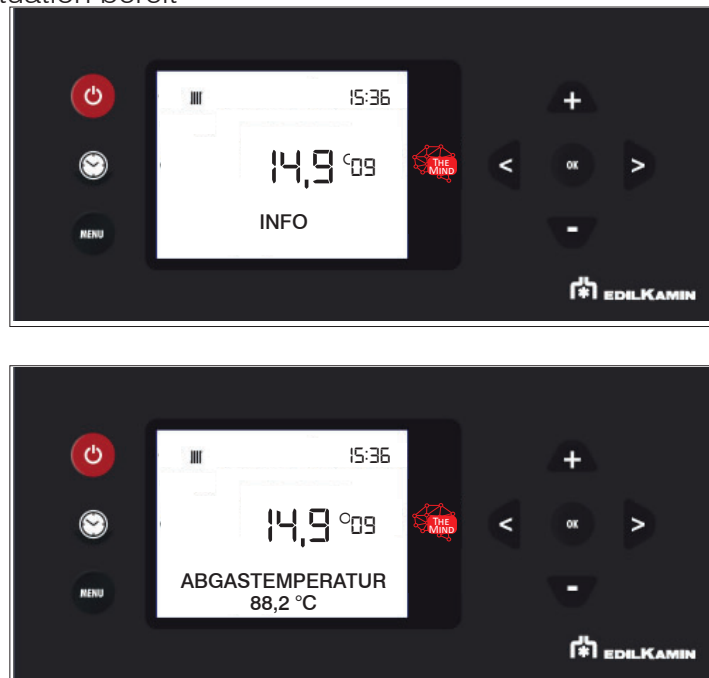 15:36
14,9 °09
THE
MIND
INFO
MENU
OK
EDILKAMIN
15:36
14,9 °09
THE
MIND
ABGASTEMPERATUR
88,2 °C
MENU
OK
EDILKAMIN